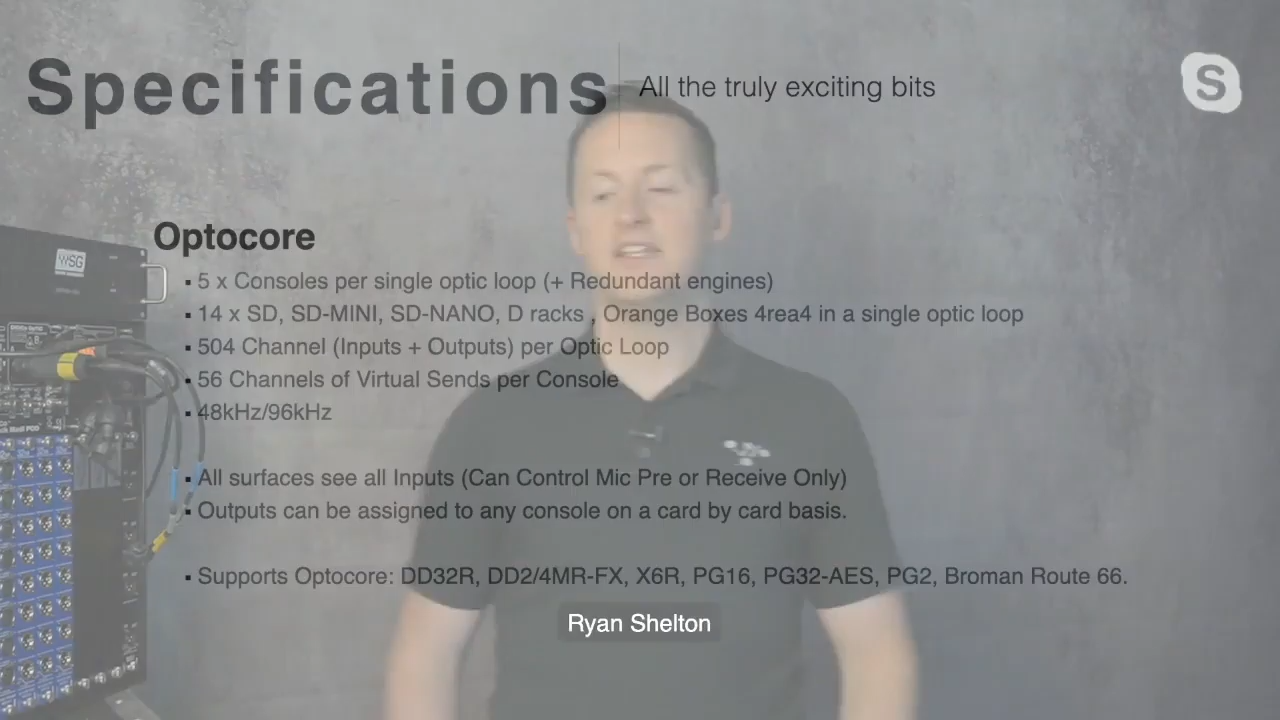 Specifications
All the truly exciting bits
S
Optocore
WSG
▪ 5 x Consoles per single optic loop (+ Redundant engines)
▪ 14 x SD, SD-MINI, SD-NANO, D racks , Orange Boxes 4rea4 in a single optic loop
▪ 504 Channel (Inputs + Outputs) per Optic Loop
▪ 56 Channels of Virtual Sends per Console
▪ 48kHz/96kHz
▪ All surfaces see all Inputs (Can Control Mic Pre or Receive Only)
▪ Outputs can be assigned to any console on a card by card basis.
▪ Supports Optocore: DD32R, DD2/4MR-FX, X6R, PG16, PG32-AES, PG2, Broman Route 66.
Ryan Shelton